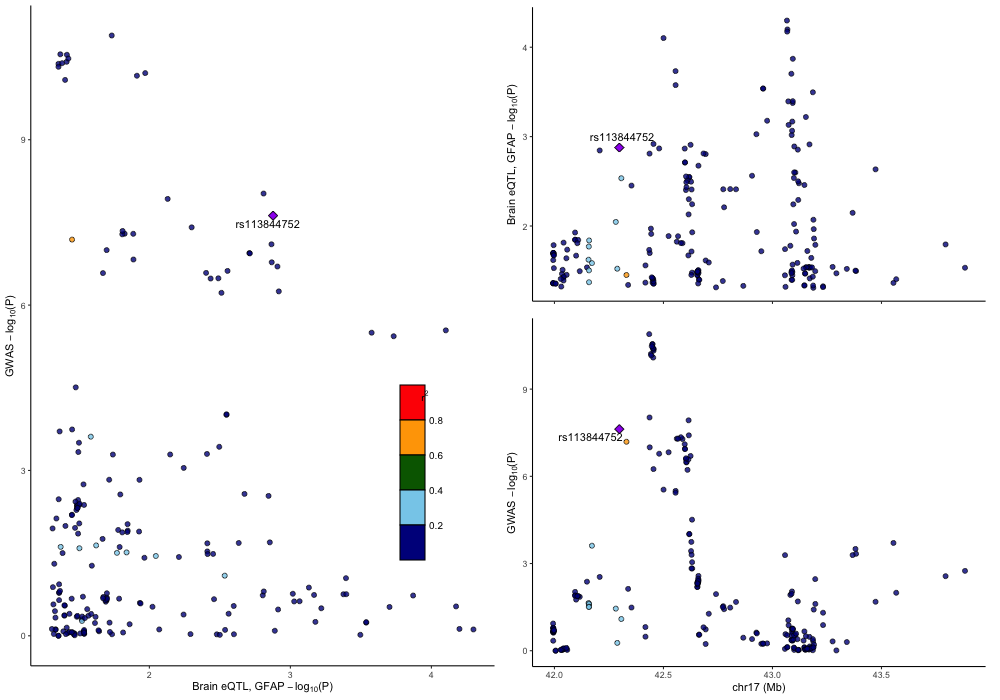 GWAS −log10(P)
9
6
3
0
rs113844752
r2
0.8
0.6
0.4
0.2
2
3
4
Brain eQTL, GFAP −log10(P)
Brain eQTL, GFAP −log10(P)
4
3
2
rs113844752
GWAS −log10(P)
9
6
3
0
rs113844752
42.0
42.5
43.0
43.5
chr17 (Mb)